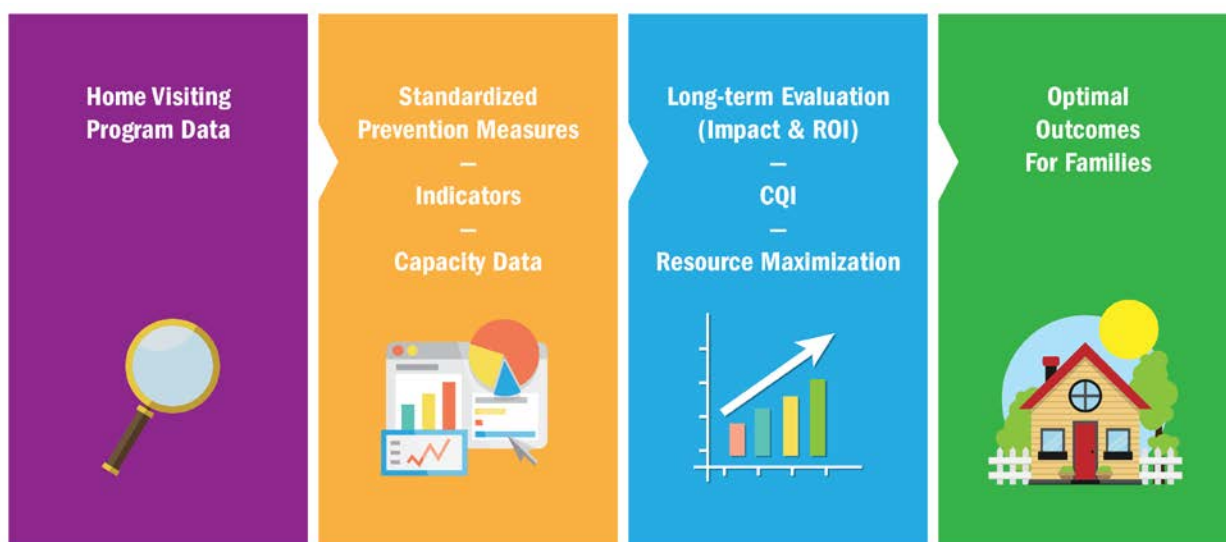 Home Visiting
Program Data
Standardized
Prevention Measures
—
Indicators
—
Capacity Data
Long-term Evaluation
(Impact & ROI)
—
CQI
—
Resource Maximization
Optimal
Outcomes
For Families